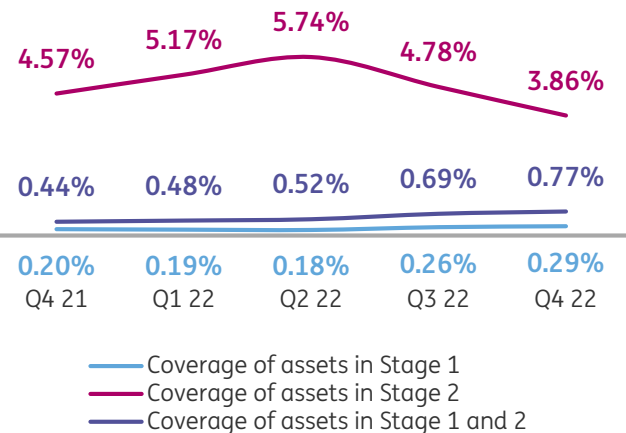 4.57% 5.17% 5.74% 4.78% 3.86%
0.44% 0.48% 0.52% 0.69% 0.77%
0.20% 0.19% 0.18% 0.26% 0.29%
Q4 21 Q1 22 Q2 22 Q3 22 Q4 22
Coverage of assets in Stage 1
Coverage of assets in Stage 2
Coverage of assets in Stage 1 and 2